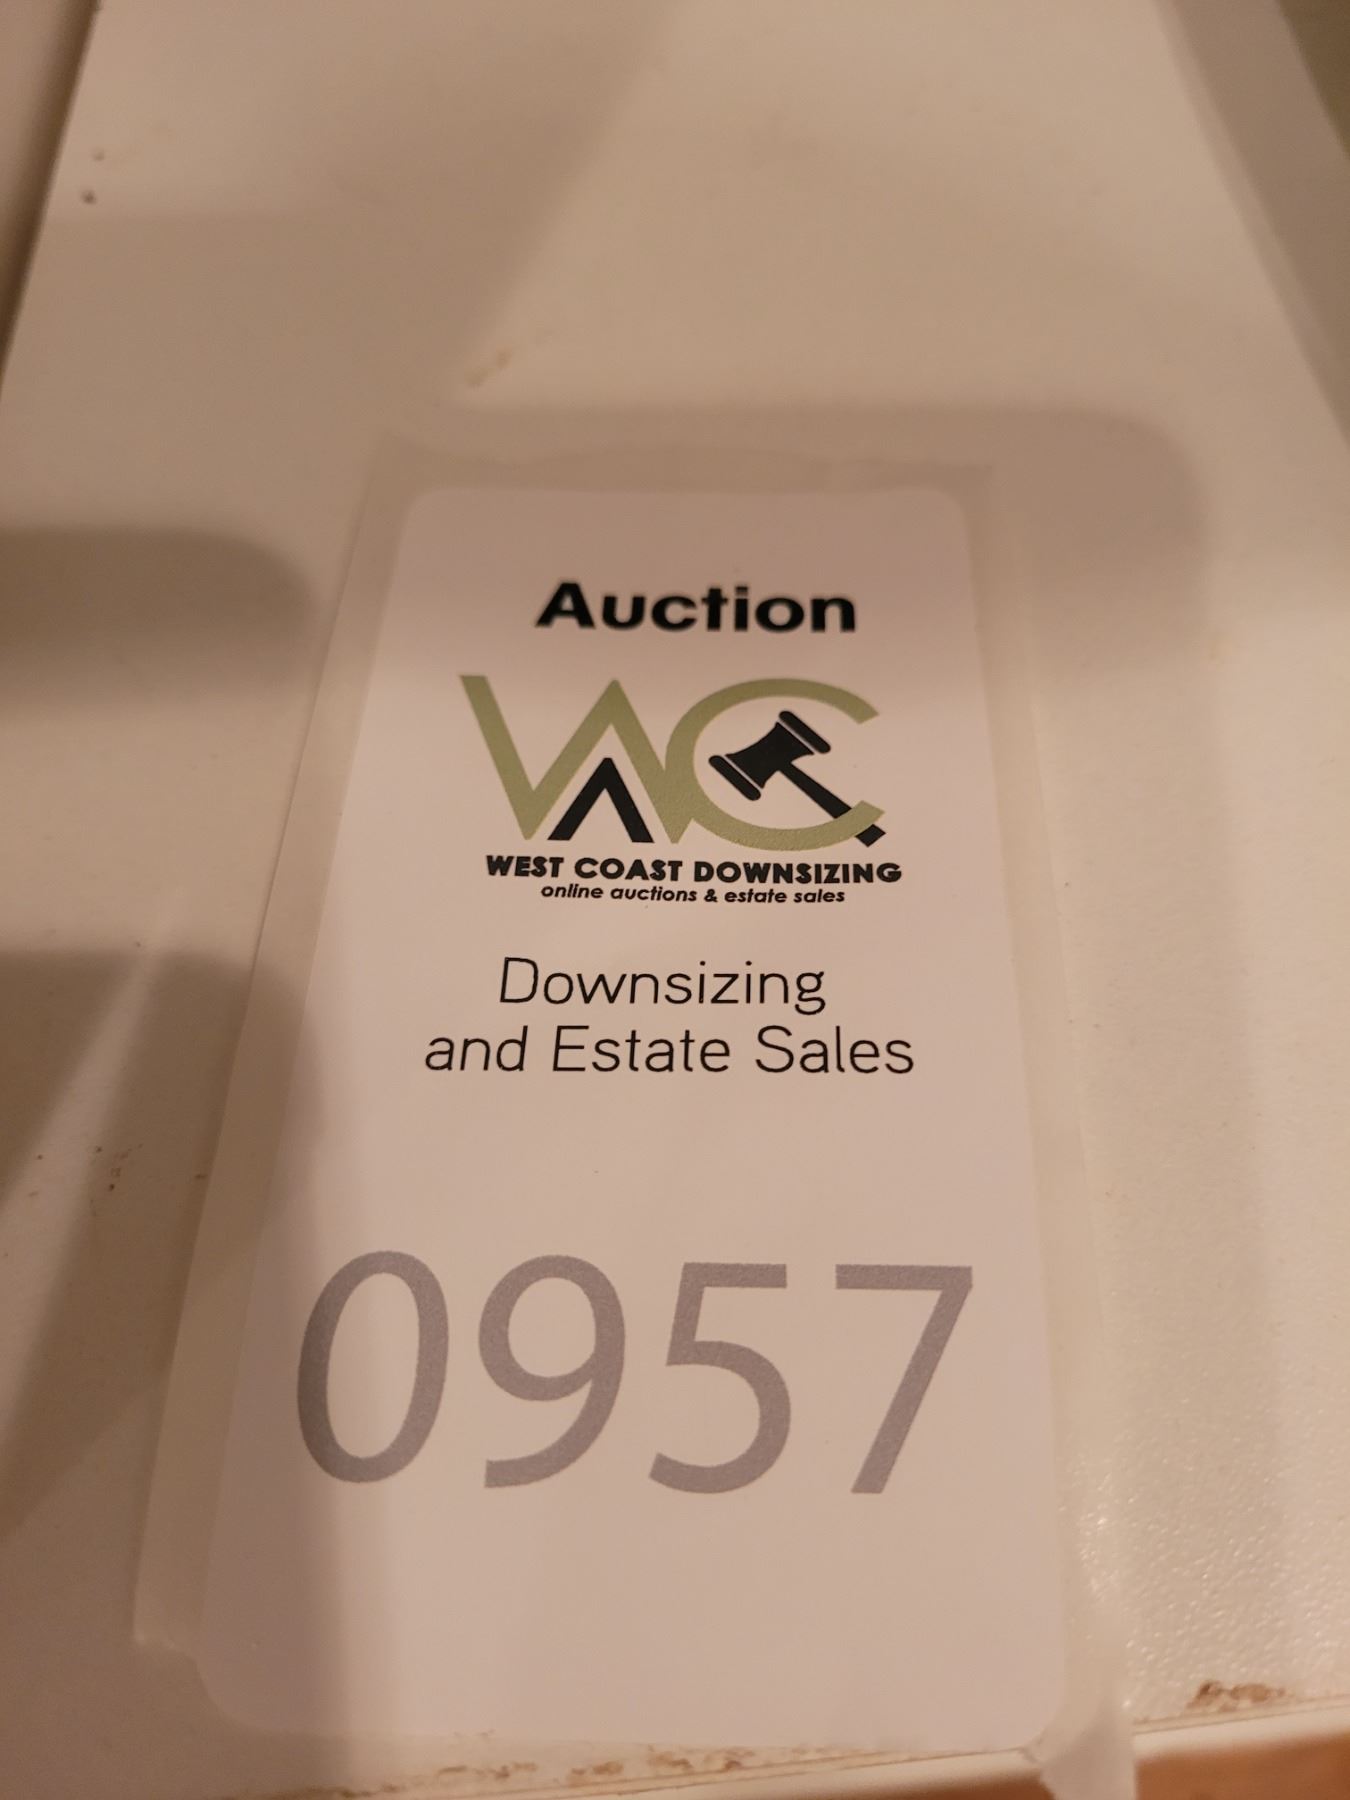 Auction
WC
WEST COAST DOWNSIZING
online auctions & estate sales
Downsizing
and Estate Sales
0957